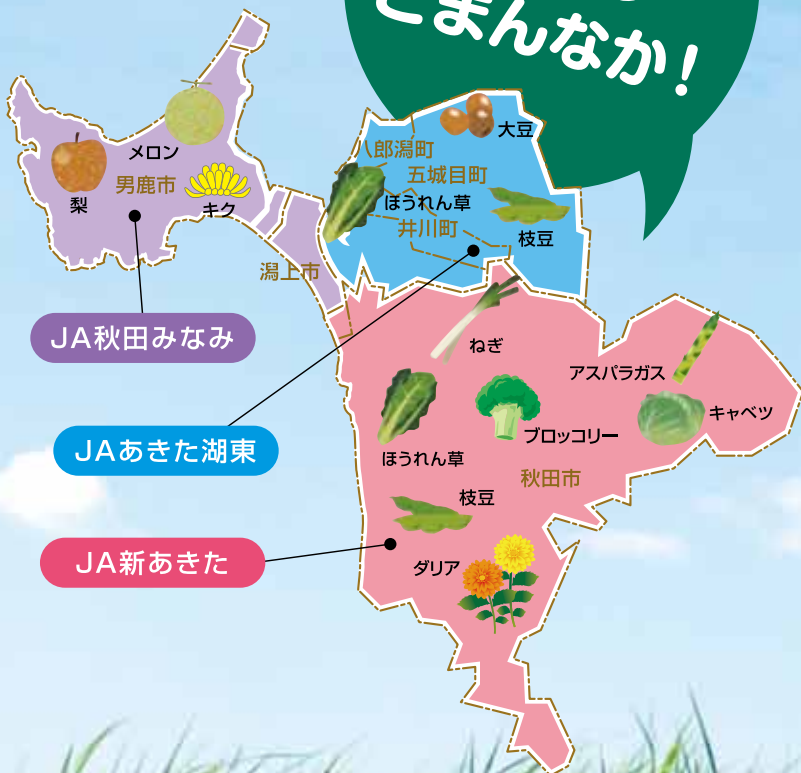 どまんなか！
大豆
八郎潟町
五城目町
ほうれん草
井川町
枝豆
メロン
男鹿市
梨
キク
潟上市
JA秋田みなみ
ねぎ
アスパラガス
キャベツ
ブロッコリー
JAあきた湖東
ほうれん草
秋田市
枝豆
JA新あきた
ダリア